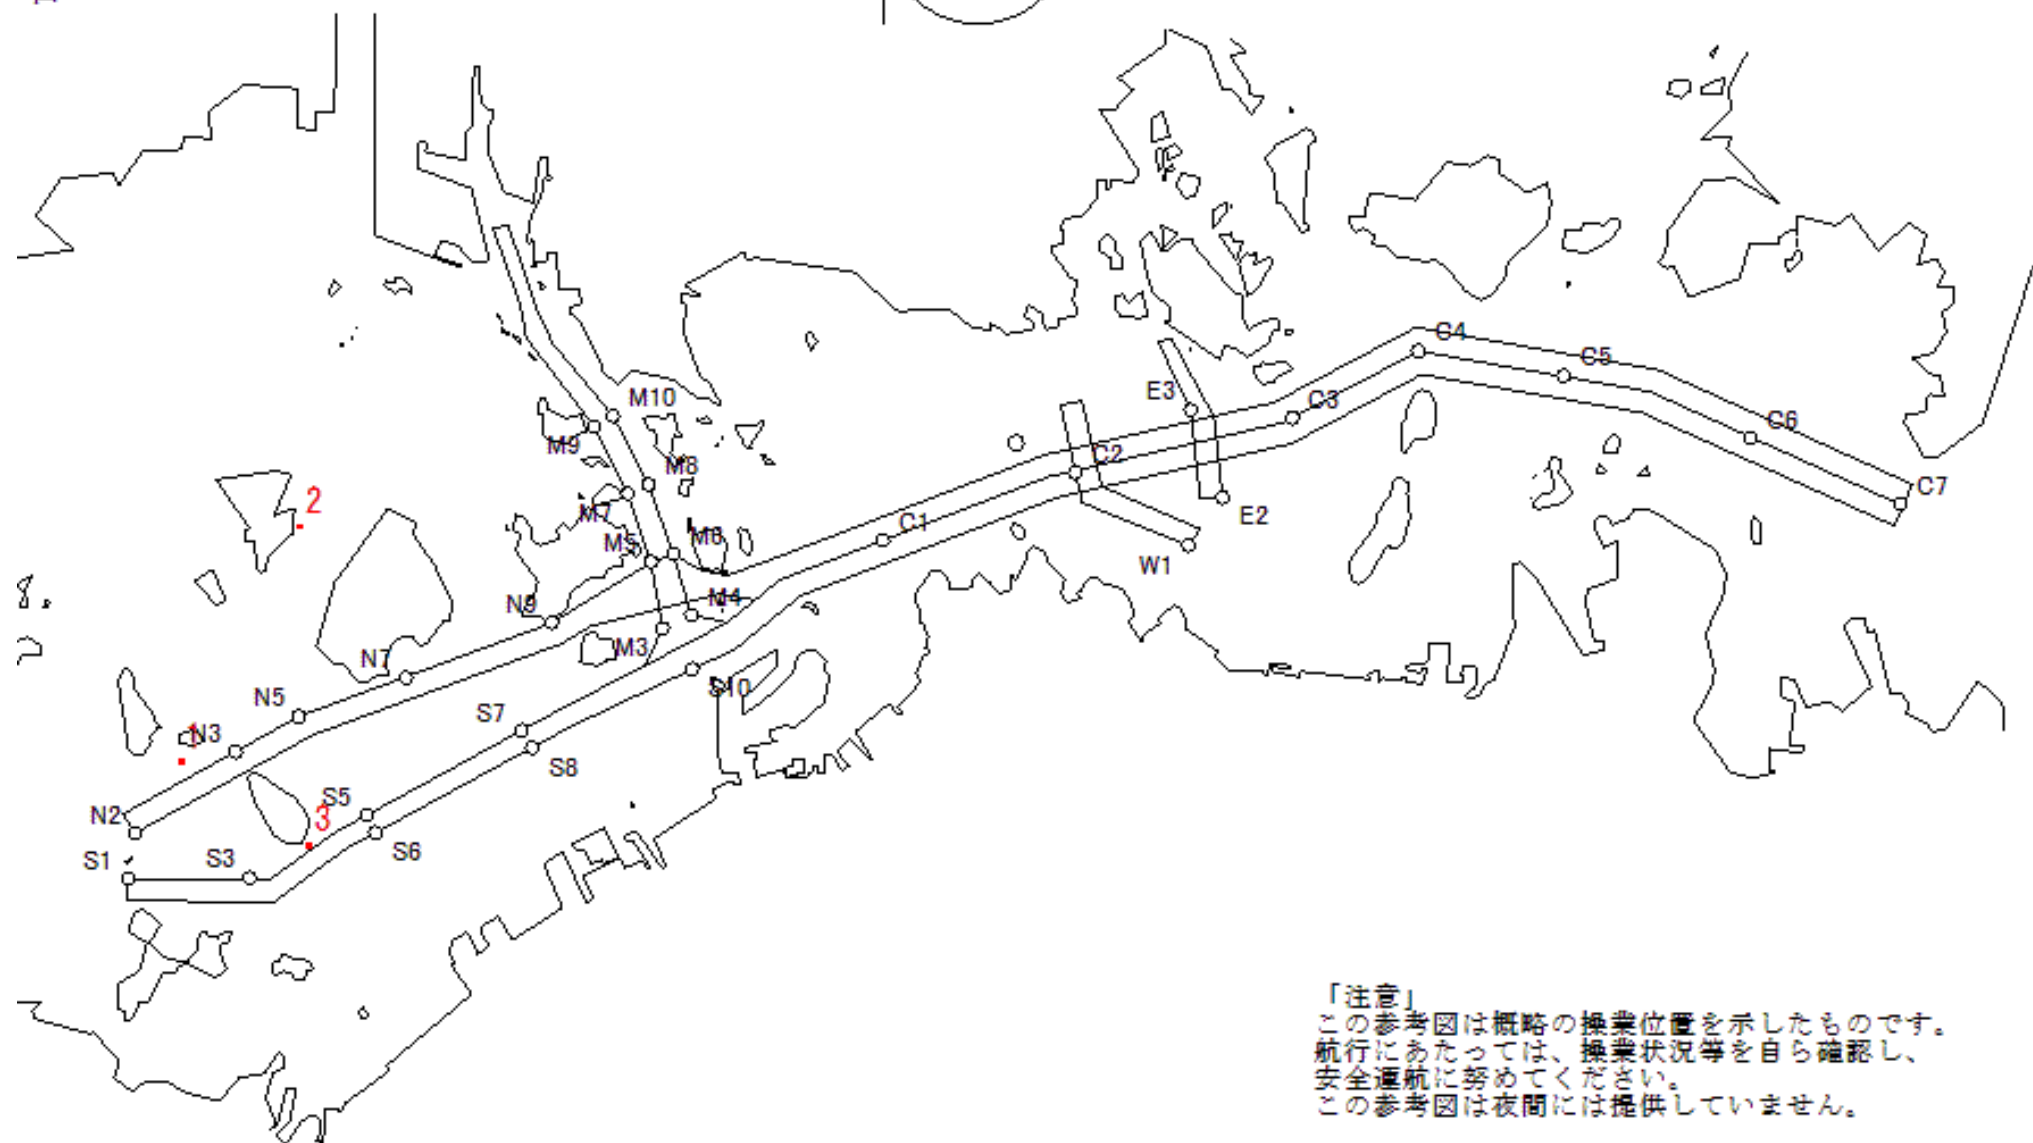 C4
C5
M10
E3
C3
C6
M9
C2
M8
C7
2
M7
E2
C1
M5
M6
W1
N9
M4
M3
N7
S10
N5
S7
N3
S8
S5
N2
3
S6
S1
S3
「注意」
この参考図は概略の操業位置を示したものです。
航行にあたっては、操業状況等を自ら確認し、
安全運航に努めてください。
この参考図は夜間には提供していません。